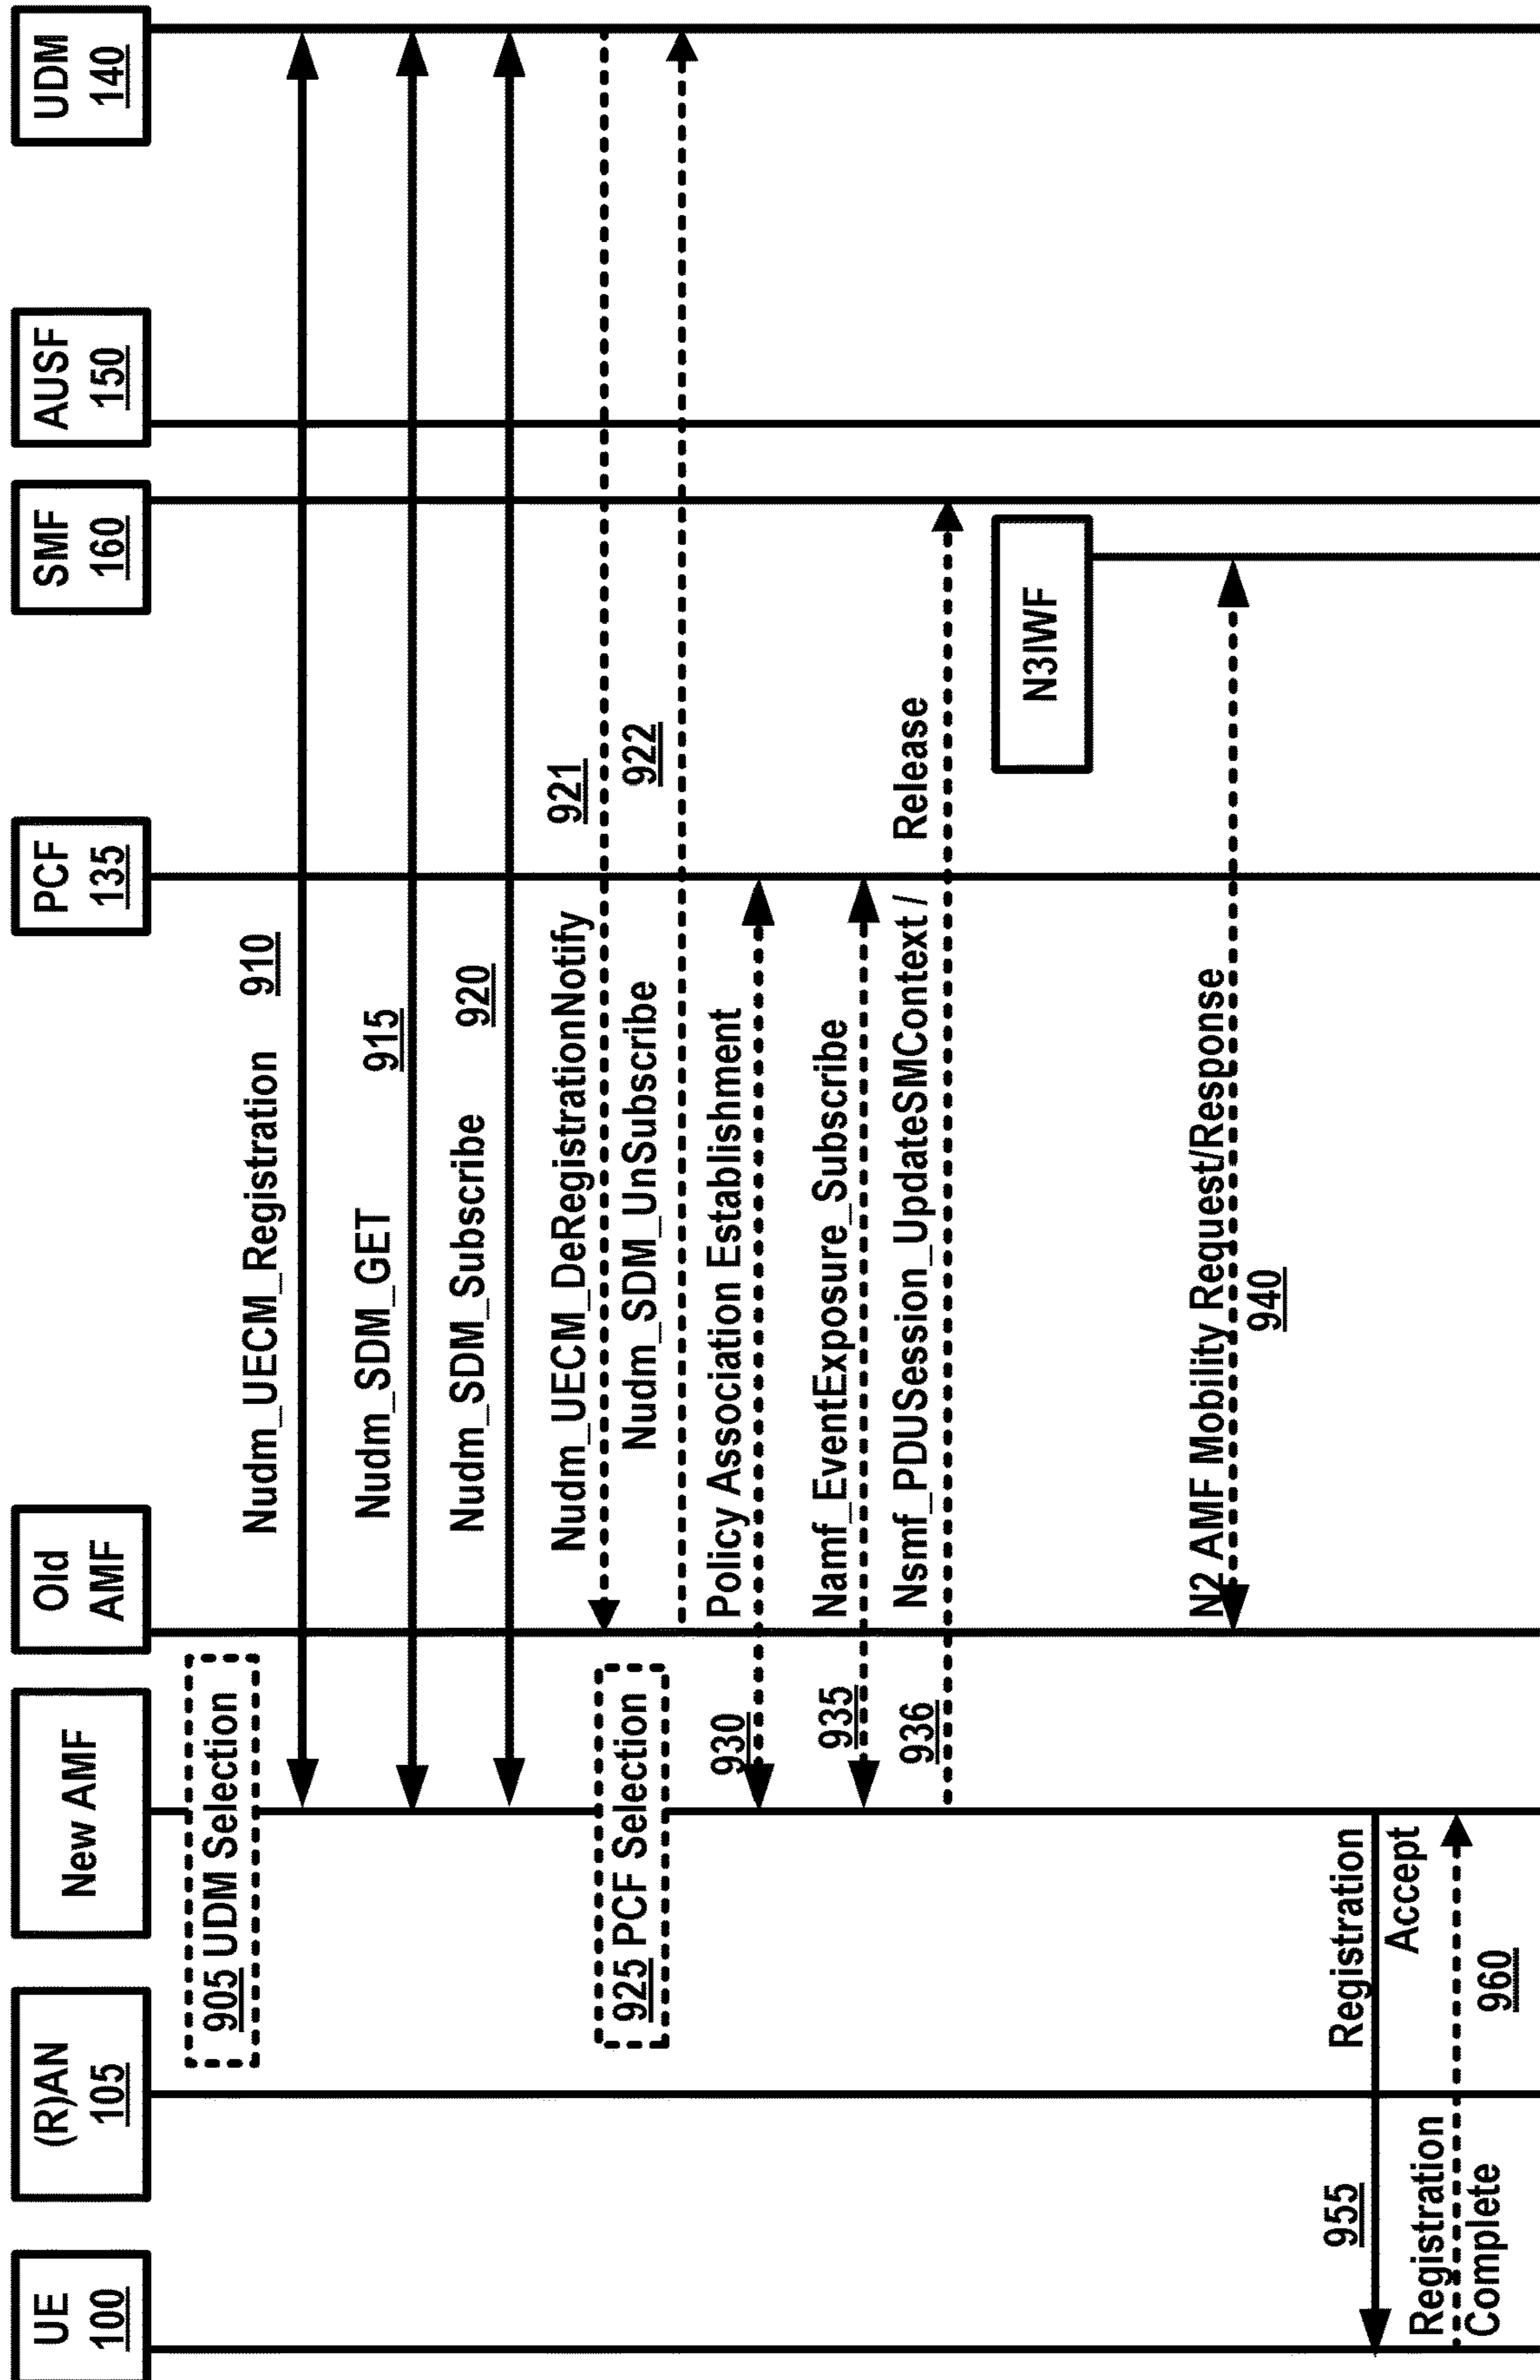 UE
100
(R)AN
105
New AMF
Old
AMF
PCF
135
SMF
160
AUSF
150
UDM
140
905 UDM Selection
Nudm_UECM_Registration 910
Nudm_SDM_GET 915
Nudm_SDM_Subscribe 920
Nudm_UECM_DeRegistrationNotify 921
Nudm_SDM_UnSubscribe 922
925 PCF Selection
Policy Association Establishment
930
Namf_EventExposure_Subscribe
935
Nsmf_PDUSession_UpdateSMContext / Release
936
N3IWF
N2 AMF Mobility Request/Response
940
955 Registration
Accept
Registration
Complete
960